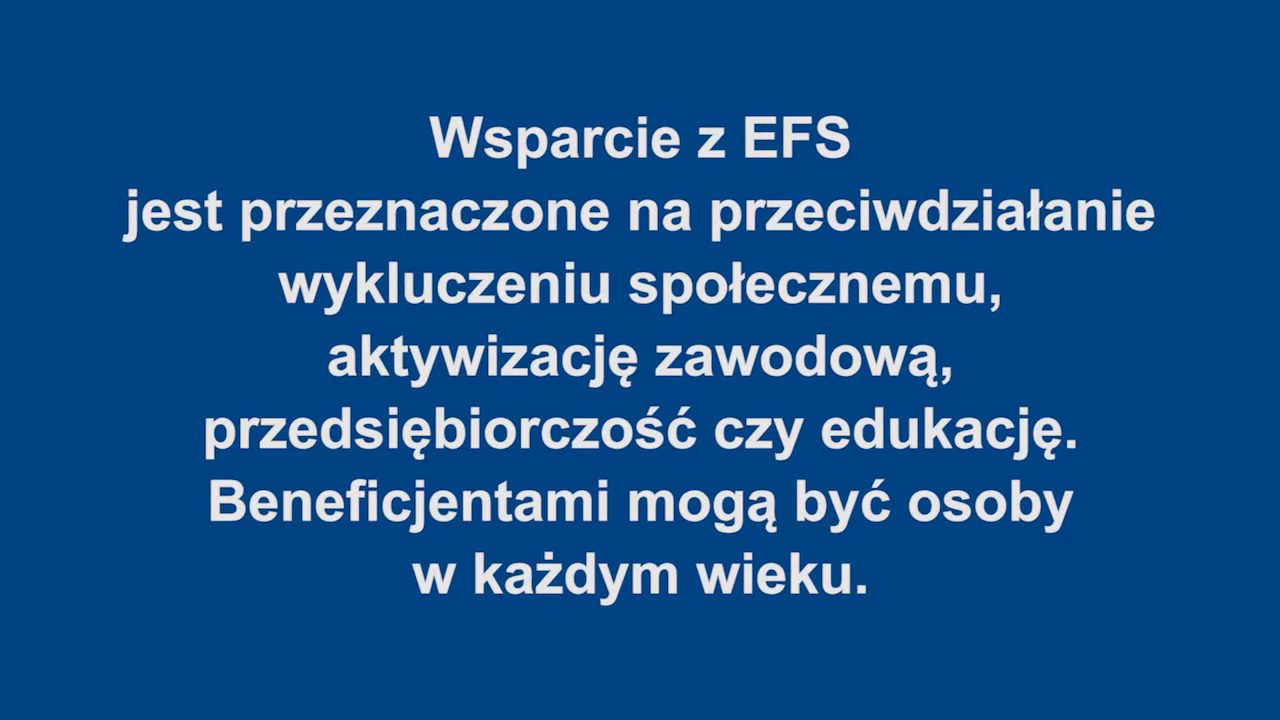 Wsparcie z EFS
jest przeznaczone na przeciwdziałanie
wykluczeniu społecznemu,
aktywizację zawodową,
przedsiębiorczość czy edukację.
Beneficjentami mogą być osoby
w każdym wieku.